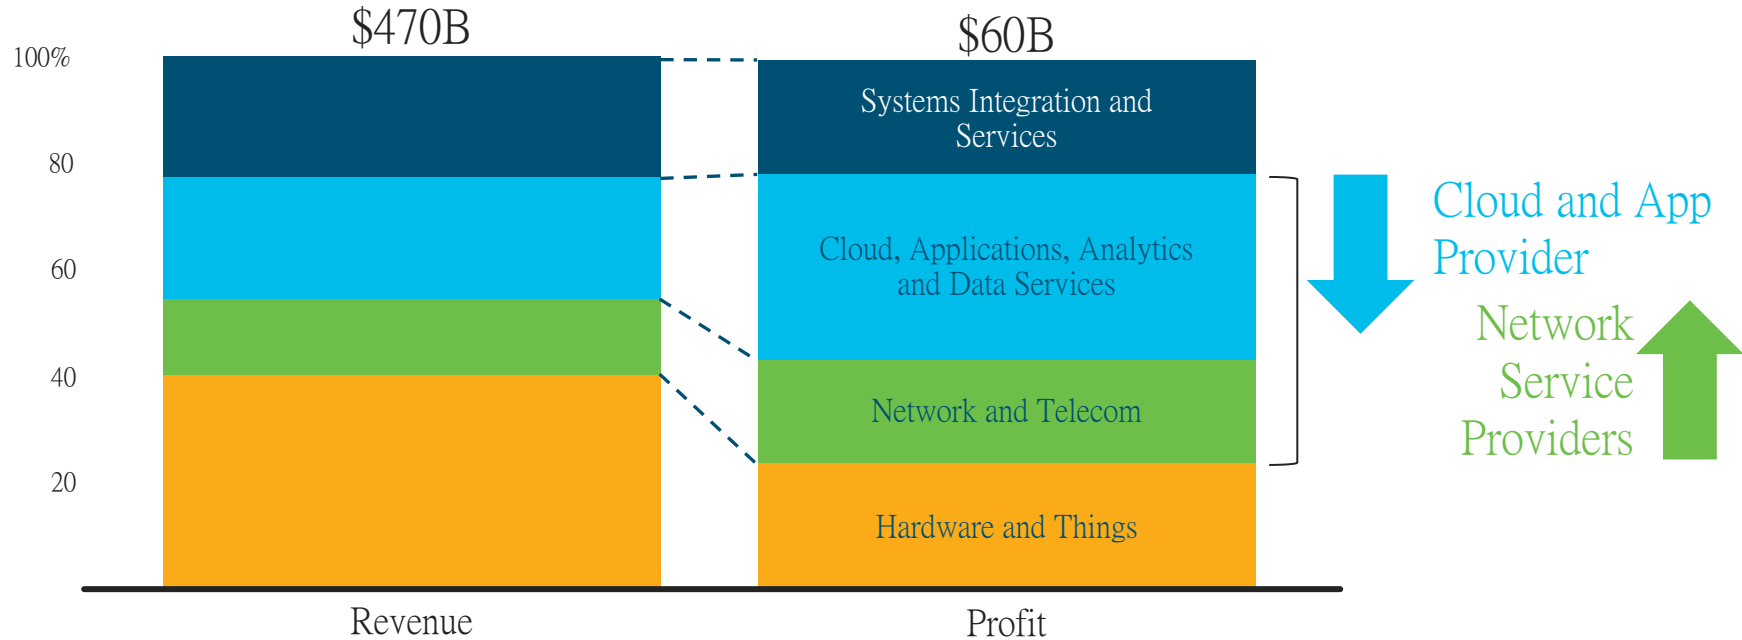 $470B
$60B
100%
80
60
40
20
Systems Integration and
Services
Cloud, Applications, Analytics
and Data Services
Network and Telecom
Hardware and Things
Cloud and App
Provider
Network
Service
Providers
Revenue
Profit